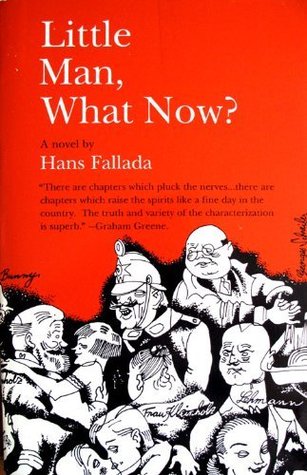 Little
Man,
What Now?
A novel by
Hans Fallada
"There are chapters which pluck the nerves...there are
chapters which raise the spirits like a fine day in the
country. The truth and variety of the characterization
is superb." —Graham Greene.
Bunny
Frau Kleinholz
Lehmann